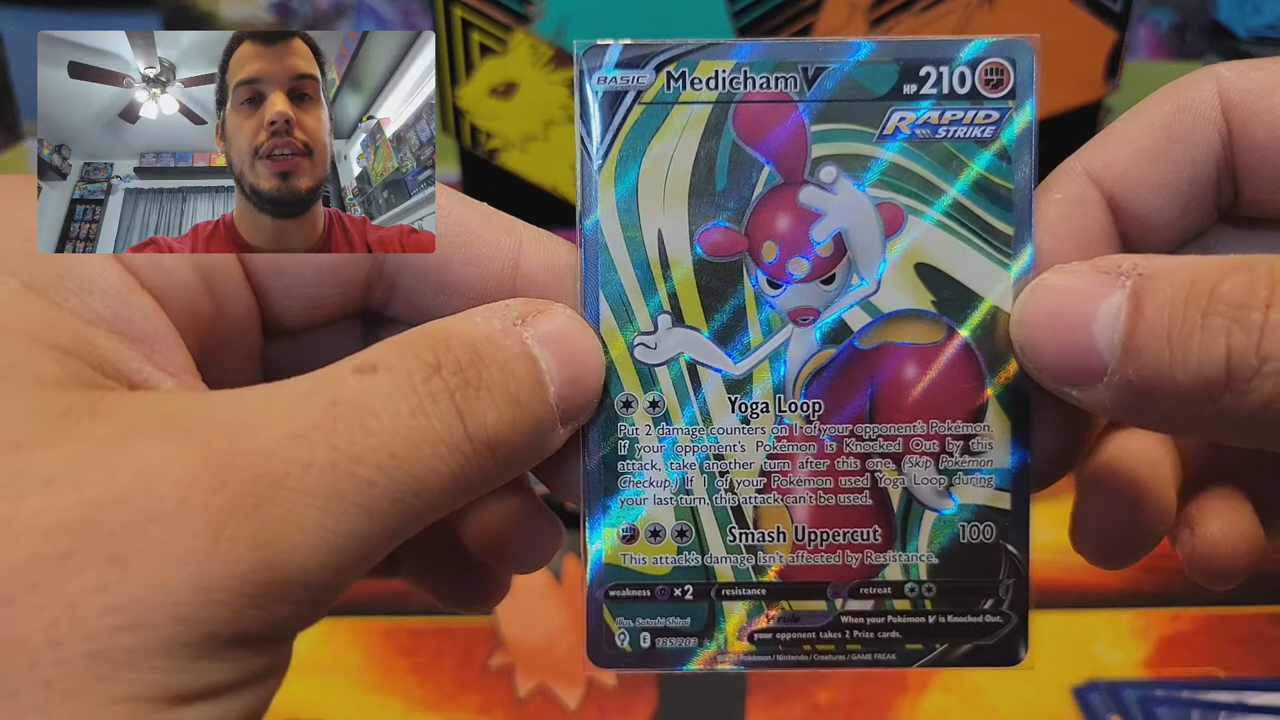 BASIC Medicham V HP 210
RAPID
STRIKE
Yoga Loop
Put 2 damage counters on 1 of your opponent's Pokémon.
If your opponent's Pokémon is Knocked Out by this
attack, take another turn after this one. (Skip Pokémon
Checkup.) If 1 of your Pokémon used Yoga Loop during
your last turn, this attack can't be used.
Smash Uppercut 100
This attack's damage isn't affected by Resistance.
weakness ×2 resistance retreat
Illus. Satoshi Shirai
V rule When your Pokémon V is Knocked Out,
your opponent takes 2 Prize cards.
E 185/203
Pokémon / Nintendo / Creatures / GAME FREAK